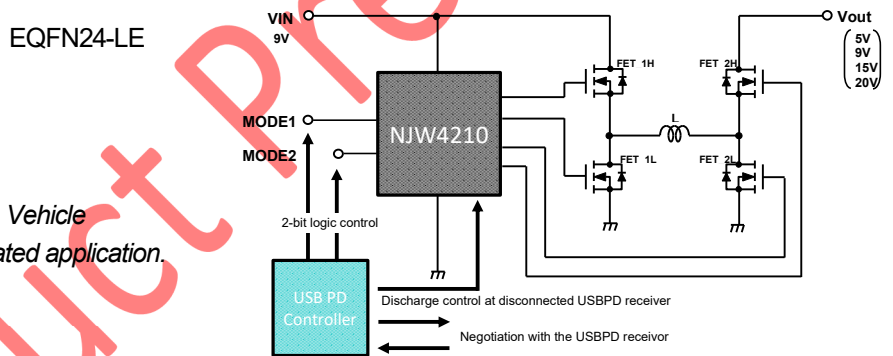 EQFN24-LE
VIN
9V
Vout
5V
9V
15V
20V
FET 1H
FET 2H
L
MODE1
MODE2
NJW4210
FET 1L
FET 2L
Vehicle
2-bit logic control
ated application.
USB PD
Controller
Discharge control at disconnected USBPD receiver
Negotiation with the USBPD receivor